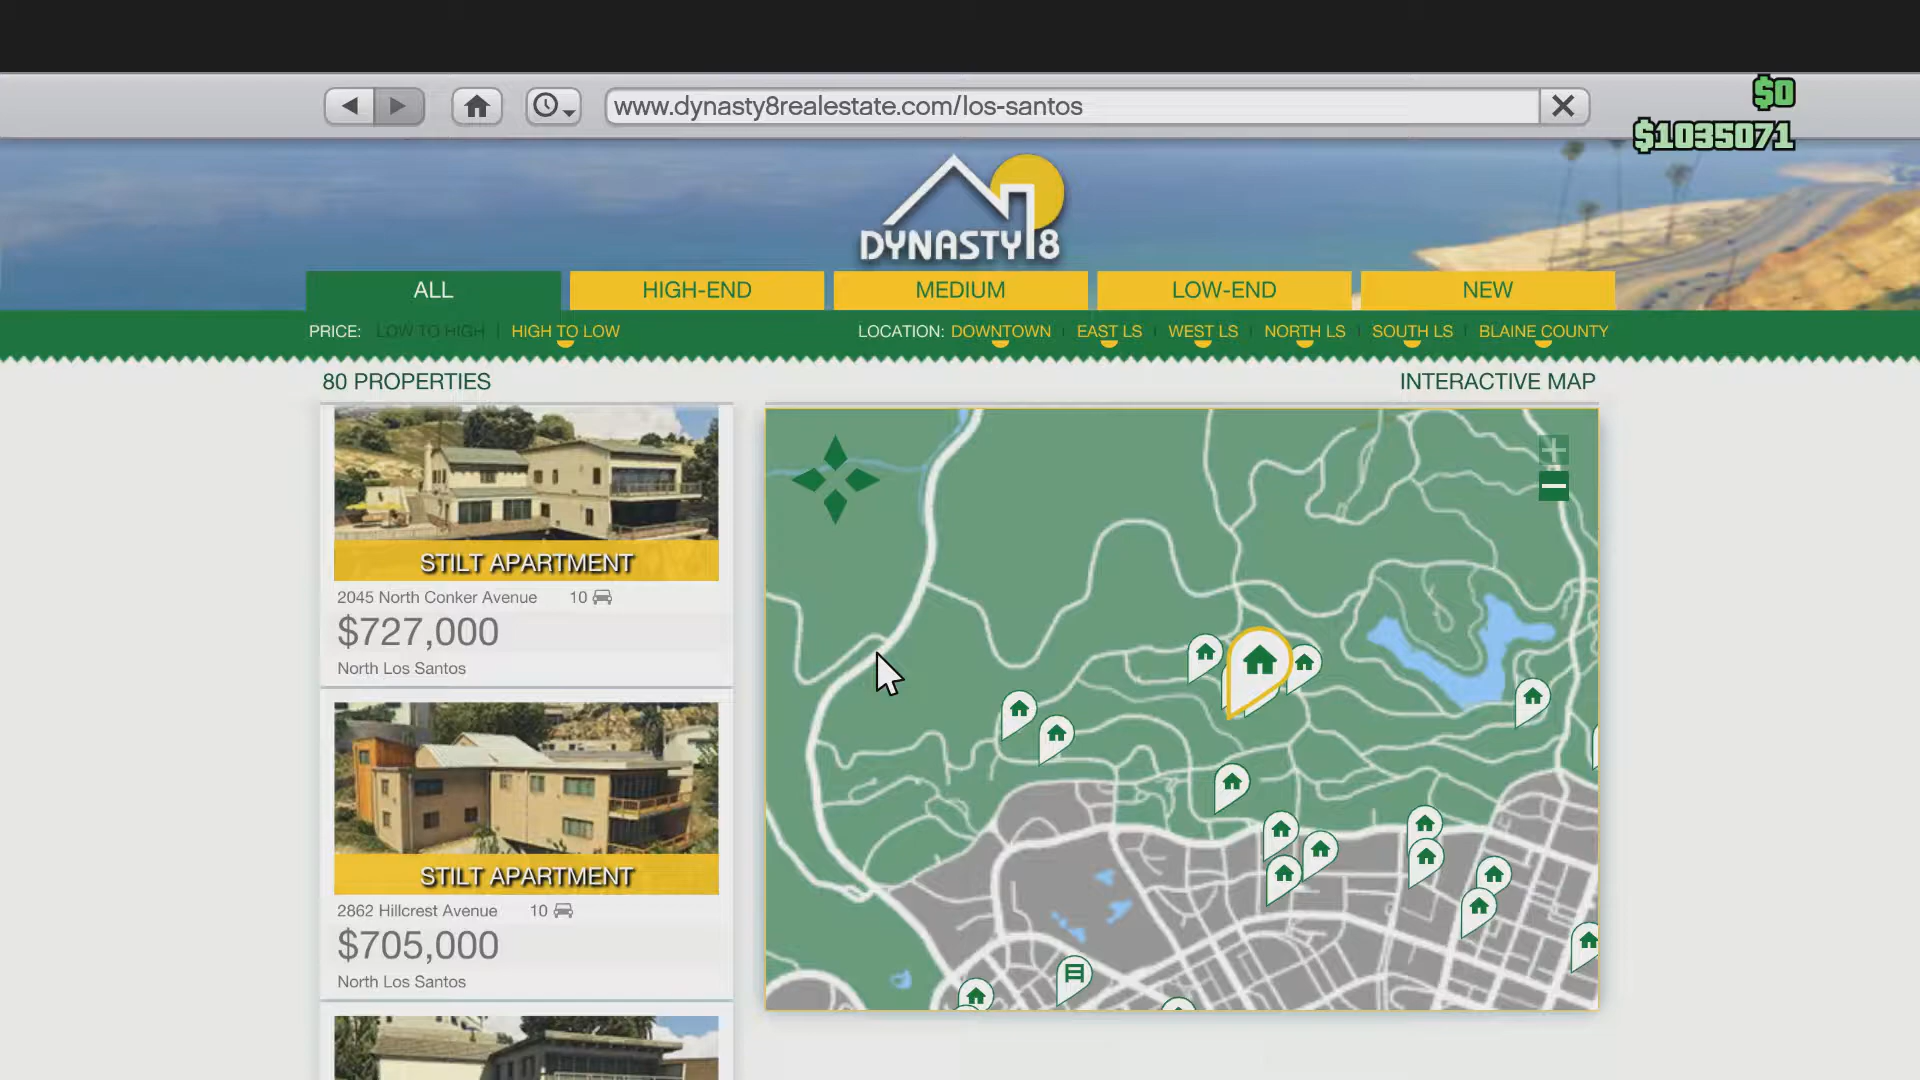 www.dynasty8realestate.com/los-santos
$0
$1035071
DYNASTY 8
ALL
HIGH-END
MEDIUM
LOW-END
NEW
PRICE: LOW TO HIGH | HIGH TO LOW
LOCATION: DOWNTOWN | EAST LS | WEST LS | NORTH LS | SOUTH LS | BLAINE COUNTY
80 PROPERTIES
INTERACTIVE MAP
STILT APARTMENT
2045 North Conker Avenue 10
$727,000
North Los Santos
STILT APARTMENT
2862 Hillcrest Avenue 10
$705,000
North Los Santos